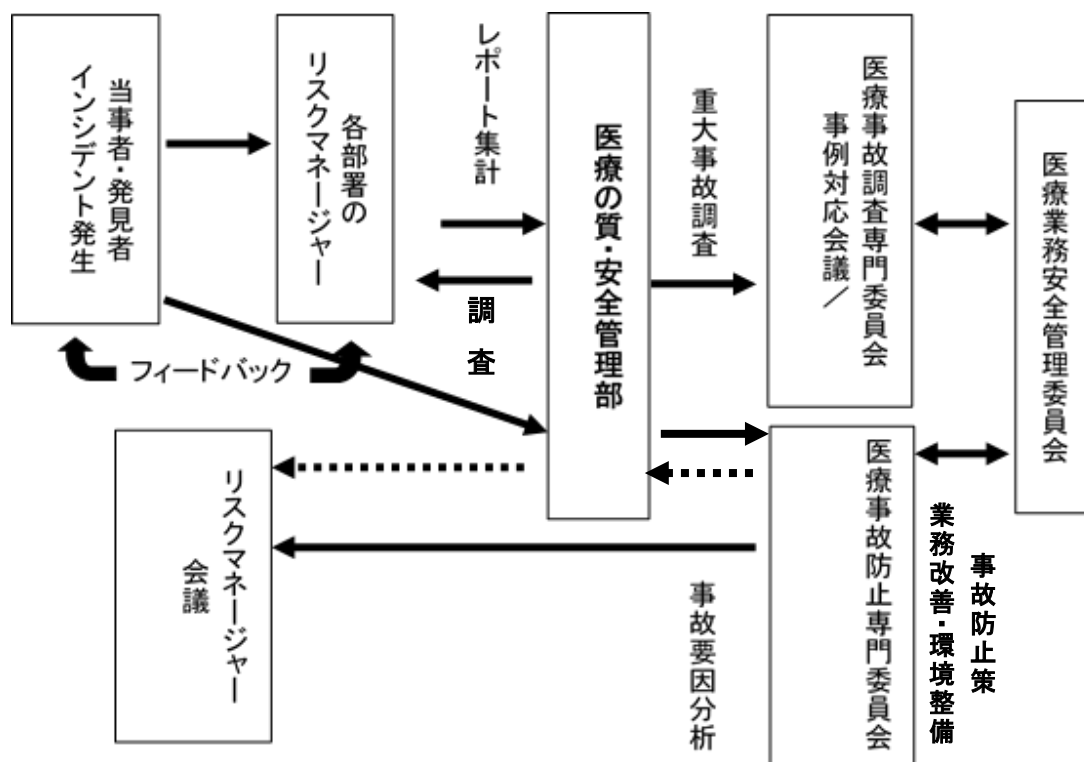 インシデント発生
当事者・発見者
リスクマネージャー
各部署の
レポート集計
調査
フィードバック
医療の質・安全管理部
重大事故調査
事例対応会議／
医療事故調査専門委員会
医療業務安全管理委員会
リスクマネージャー
会議
事故要因分析
医療事故防止専門委員会
事故防止策
業務改善・環境整備